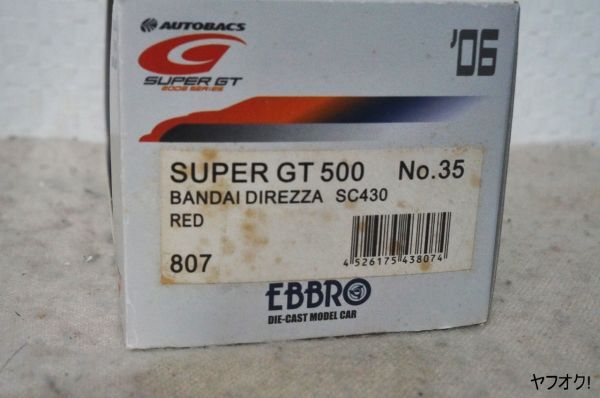 AUTOBACS
SUPER GT
2006 SERIES
'06
SUPER GT 500 No.35
BANDAI DIREZZA SC430
RED
807
4 526175 438074
EBBRO
DIE-CAST MODEL CAR
ヤフオク!